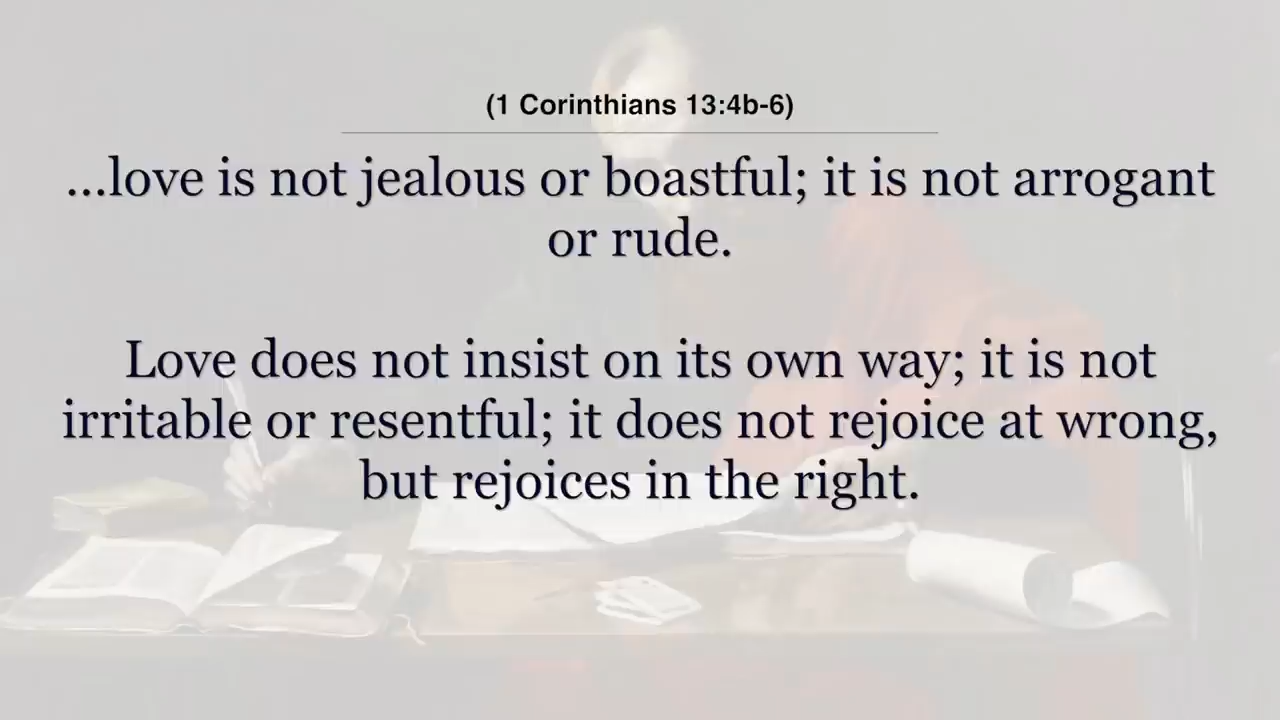 (1 Corinthians 13:4b-6)
...love is not jealous or boastful; it is not arrogant
or rude.
Love does not insist on its own way; it is not
irritable or resentful; it does not rejoice at wrong,
but rejoices in the right.